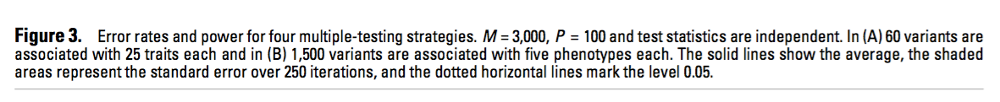 Figure 3. Error rates and power for four multiple-testing strategies. M = 3,000, P = 100 and test statistics are independent. In (A) 60 variants are
associated with 25 traits each and in (B) 1,500 variants are associated with five phenotypes each. The solid lines show the average, the shaded
areas represent the standard error over 250 iterations, and the dotted horizontal lines mark the level 0.05.